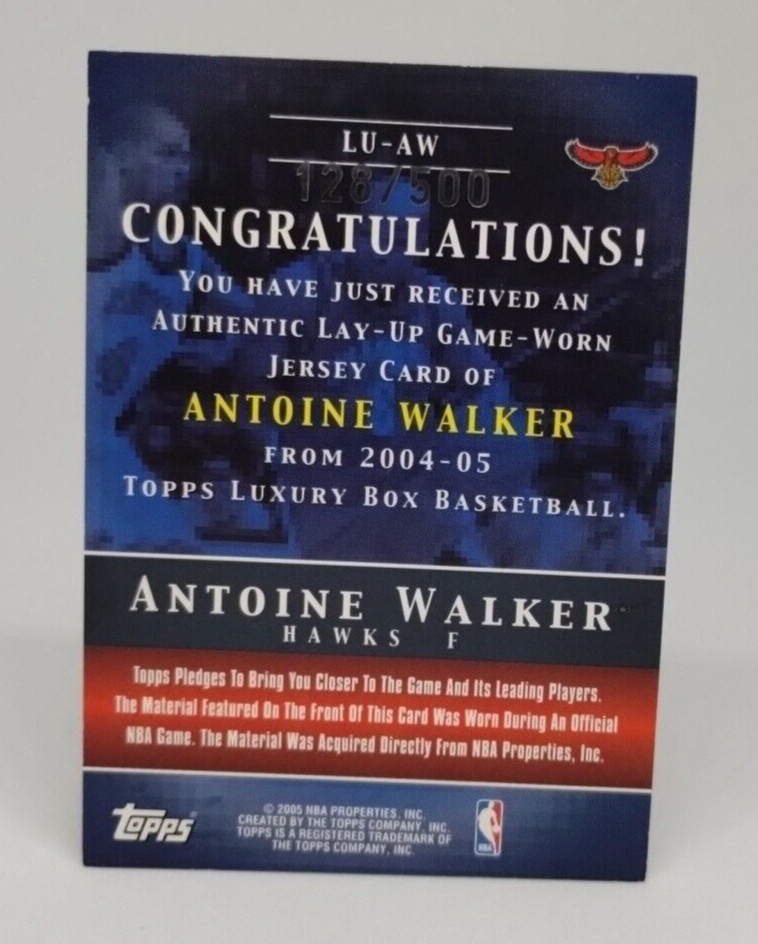 LU-AW
128/500
CONGRATULATIONS!
YOU HAVE JUST RECEIVED AN
AUTHENTIC LAY-UP GAME-WORN
JERSEY CARD OF
ANTOINE WALKER
FROM 2004-05
TOPPS LUXURY BOX BASKETBALL.
ANTOINE WALKER
HAWKS F
Topps Pledges To Bring You Closer To The Game And Its Leading Players.
The Material Featured On The Front Of This Card Was Worn During An Official
NBA Game. The Material Was Acquired Directly From NBA Properties, Inc.
topps
© 2005 NBA PROPERTIES, INC.
CREATED BY THE TOPPS COMPANY, INC.
TOPPS IS A REGISTERED TRADEMARK OF
THE TOPPS COMPANY, INC.
NBA